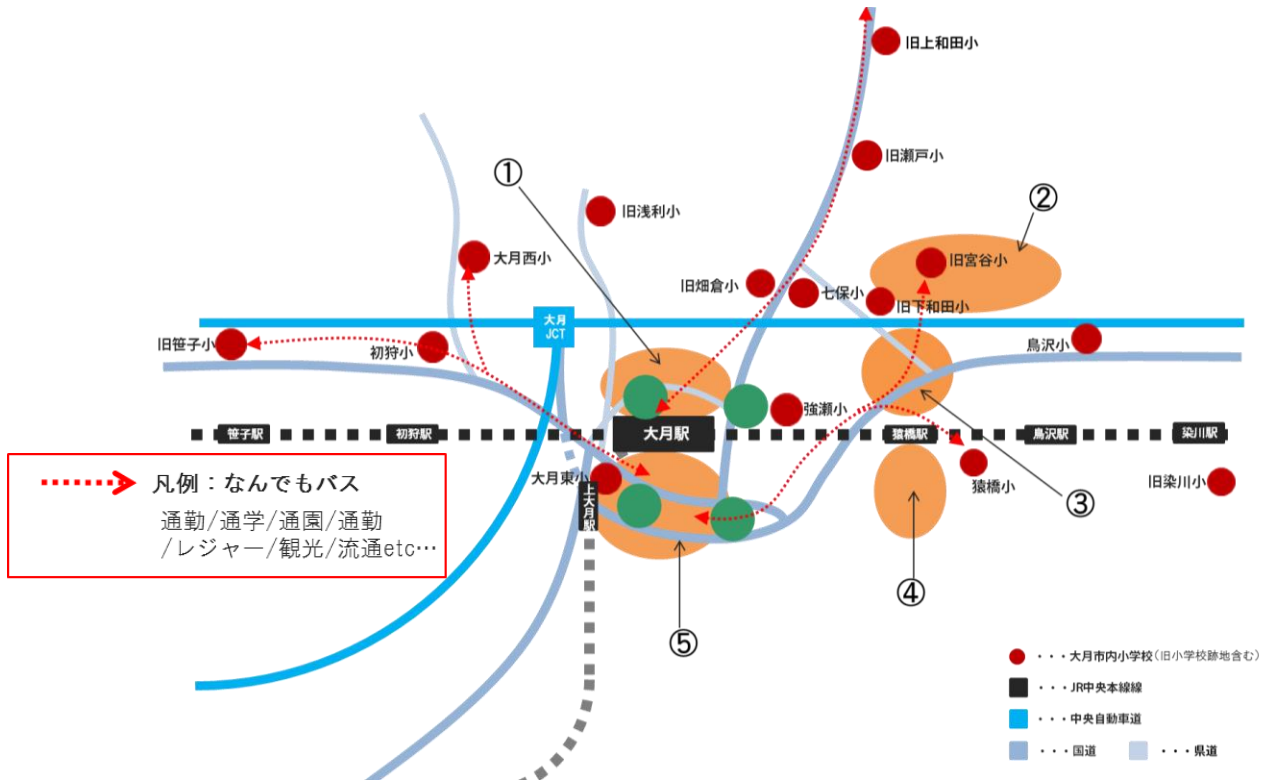 旧上和田小
旧瀬戸小
①
②
旧浅利小
大月西小
旧宮谷小
旧畑倉小
七保小
旧下和田小
大月
JCT
旧笹子小
初狩小
鳥沢小
強瀬小
笹子駅
初狩駅
大月駅
猿橋駅
鳥沢駅
染川駅
大月東小
猿橋小
旧染川小
上大月駅
③
④
⑤
凡例：なんでもバス
通勤/通学/通園/通勤
/レジャー/観光/流通etc…
・・・大月市内小学校（旧小学校跡地含む）
・・・JR中央本線線
・・・中央自動車道
・・・国道 ・・・県道